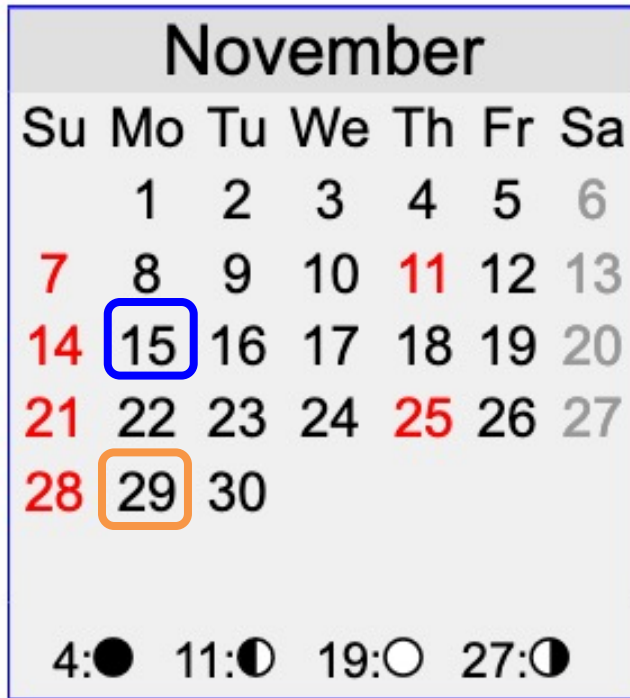 November
Su Mo Tu We Th Fr Sa
1 2 3 4 5 6
7 8 9 10 11 12 13
14 15 16 17 18 19 20
21 22 23 24 25 26 27
28 29 30
4:● 11:◐ 19:○ 27:◑